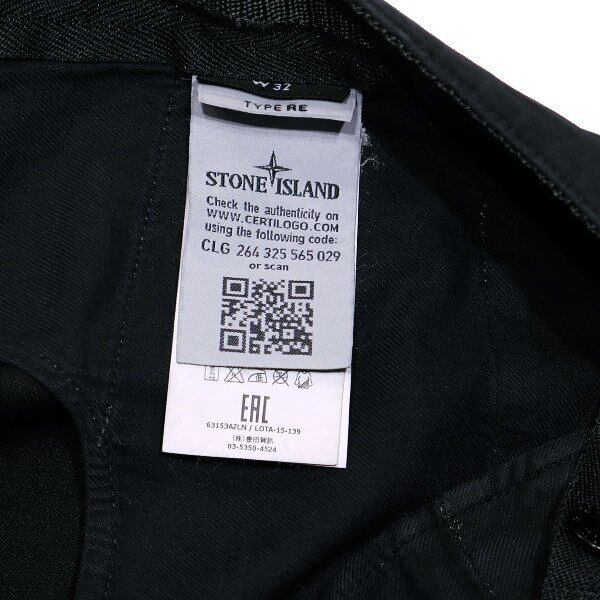 W 32
TYPE RE
STONE ISLAND
Check the authenticity on
WWW.CERTILOGO.COM
using the following code:
CLG 264 325 565 029
or scan
EAC
63153AZLN / LOTA-15-139
(株)豊田貿易
03-5350-4524